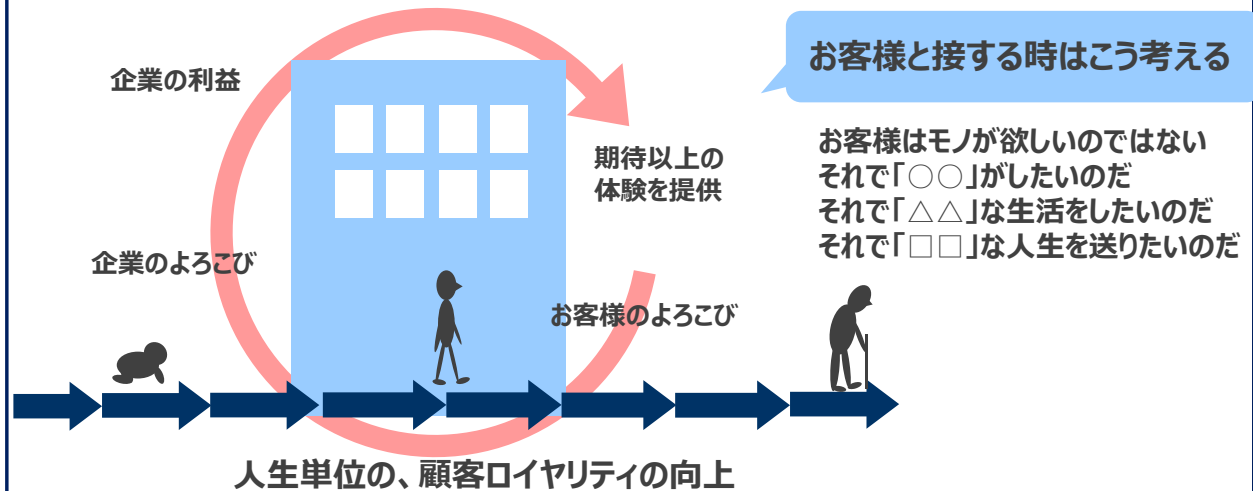 お客様と接する時はこう考える
企業の利益
お客様はモノが欲しいのではない
それで「○○」がしたいのだ
それで「△△」な生活をしたいのだ
それで「□□」な人生を送りたいのだ
期待以上の
体験を提供
企業のよろこび
お客様のよろこび
人生単位の、顧客ロイヤリティの向上